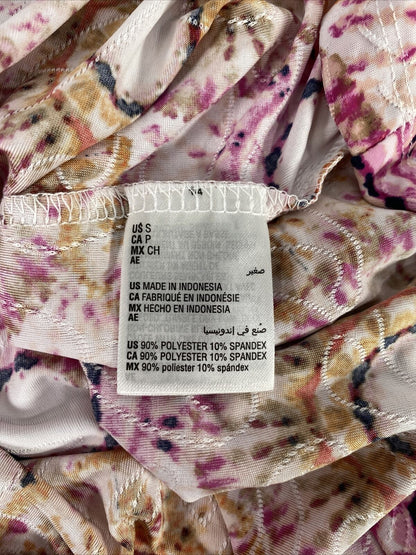 US S
CA P
MX CH
AE
صغير
US MADE IN INDONESIA
CA FABRIQUÉ EN INDONÉSIE
MX HECHO EN INDONESIA
AE
صنع في إندونيسيا
US 90% POLYESTER 10% SPANDEX
CA 90% POLYESTER 10% SPANDEX
MX 90% poliester 10% spándex